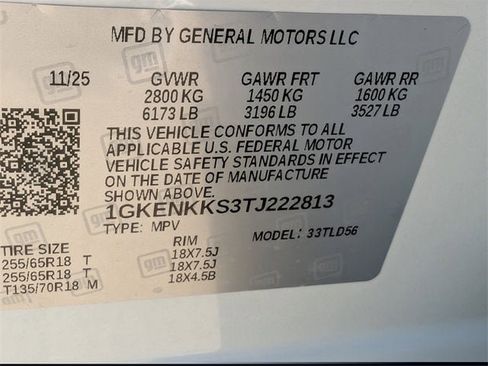 MFD BY GENERAL MOTORS LLC
11/25 GVWR GAWR FRT GAWR RR
2800 KG 1450 KG 1600 KG
6173 LB 3196 LB 3527 LB
THIS VEHICLE CONFORMS TO ALL
APPLICABLE U.S. FEDERAL MOTOR
VEHICLE SAFETY STANDARDS IN EFFECT
ON THE DATE OF MANUFACTURE
SHOWN ABOVE.
1GKENKKS3TJ222813
TYPE: MPV MODEL: 33TLD56
TIRE SIZE RIM
255/65R18 T 18X7.5J
255/65R18 T 18X7.5J
T135/70R18 M 18X4.5B
gm